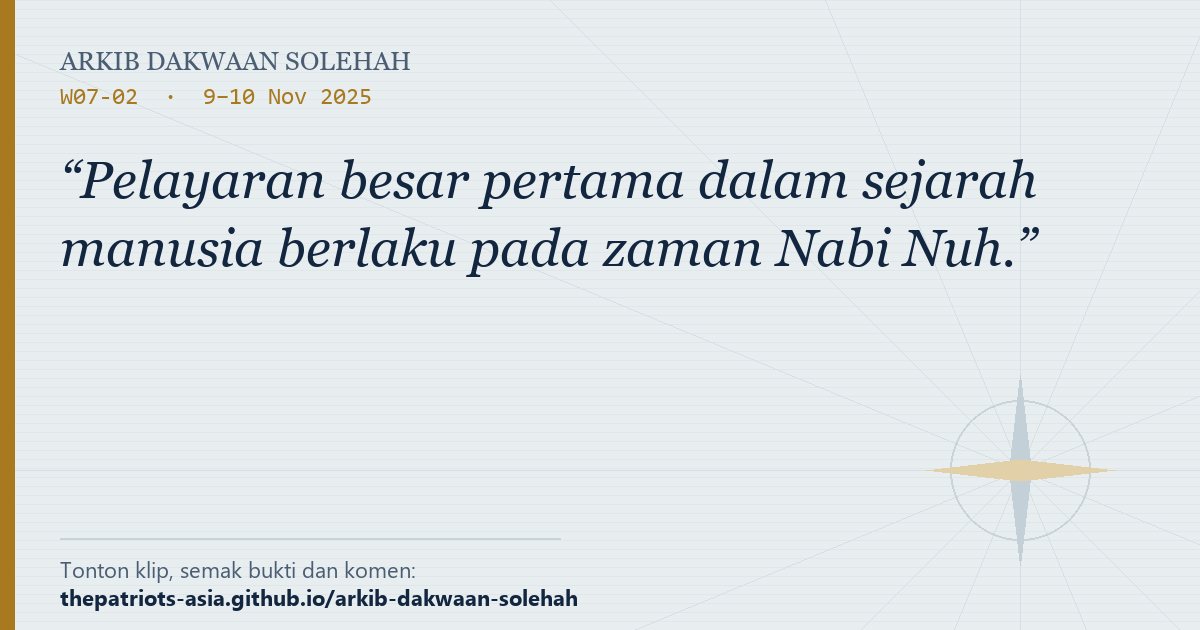 ARKIB DAKWAAN SOLEHAH
W07-02 · 9–10 Nov 2025
“Pelayaran besar pertama dalam sejarah
manusia berlaku pada zaman Nabi Nuh.”
Tonton klip, semak bukti dan komen:
thepatriots-asia.github.io/arkib-dakwaan-solehah